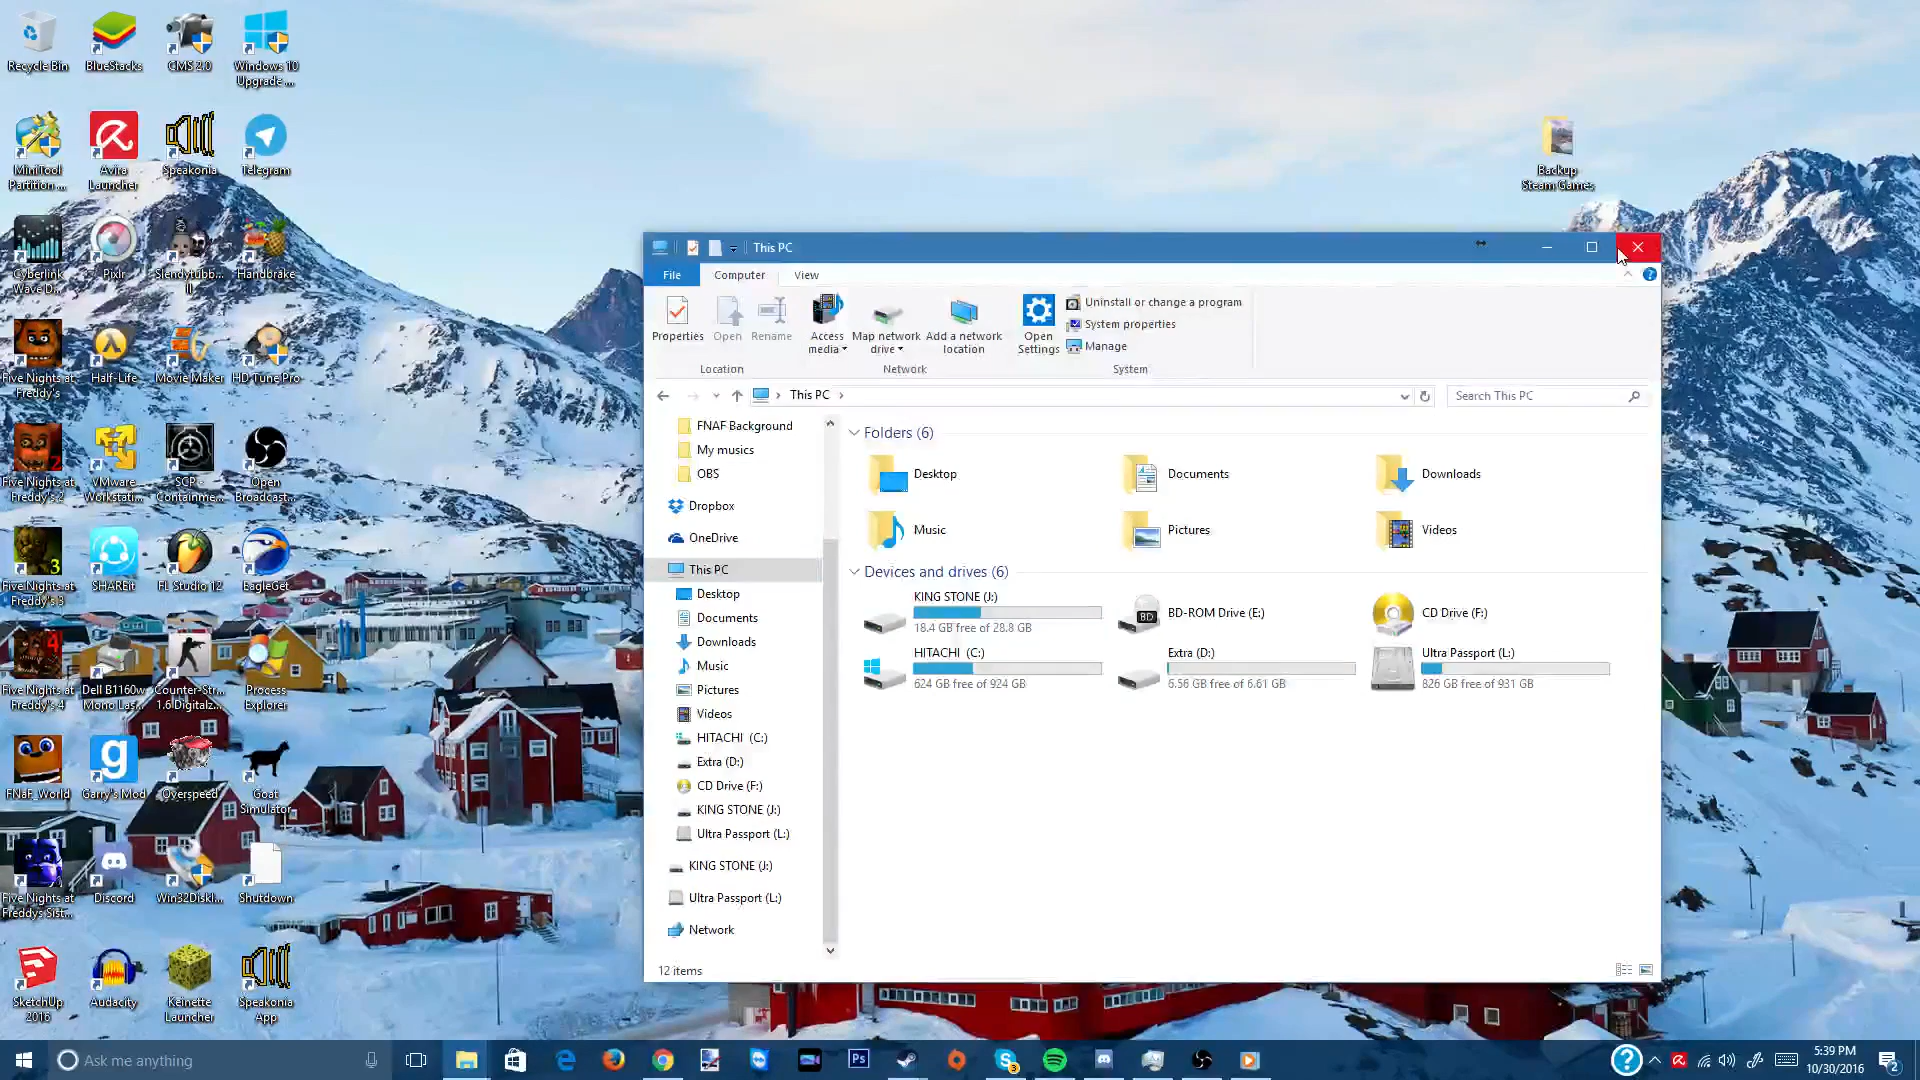 Recycle Bin
BlueStacks
CMS 2.0
Windows 10
Upgrade ...
MiniTool
Partition ...
Avira
Launcher
Speakonia
Telegram
Cyberlink
Wave D...
Pixlr
Slendytubb...
II
Handbrake
Five Nights at
Freddy's
Half-Life
Movie Maker
HD Tune Pro
Five Nights at
Freddy's 2
VMware
Workstati...
SCP -
Containme...
Open
Broadcast...
Five Nights at
Freddy's 3
SHAREit
FL Studio 12
EagleGet
Five Nights at
Freddy's 4
Dell B1160w
Mono Las...
Counter-Str...
1.6 Digitalz...
Process
Explorer
FNaF_World
Garry's Mod
Overspeed
Goat
Simulator
Five Nights at
Freddys Sist...
Discord
Win32DiskI...
Shutdown
SketchUp
2016
Audacity
Keinett Launcher
Speakonia
App
Backup
Steam Games
This PC
File
Computer
View
Properties
Open
Rename
Access
media
Map network
drive
Add a network
location
Open
Settings
Uninstall or change a program
System properties
Manage
Location
Network
System
This PC
Search This PC
FNAF Background
My musics
OBS
Dropbox
OneDrive
This PC
Desktop
Documents
Downloads
Music
Pictures
Videos
HITACHI (C:)
Extra (D:)
CD Drive (F:)
KING STONE (J:)
Ultra Passport (L:)
KING STONE (J:)
Ultra Passport (L:)
Network
Folders (6)
Desktop
Documents
Downloads
Music
Pictures
Videos
Devices and drives (6)
KING STONE (J:)
18.4 GB free of 28.8 GB
BD-ROM Drive (E:)
CD Drive (F:)
HITACHI (C:)
624 GB free of 924 GB
Extra (D:)
6.56 GB free of 6.61 GB
Ultra Passport (L:)
826 GB free of 931 GB
12 items
Ask me anything
Ps
5:39 PM
10/30/2016